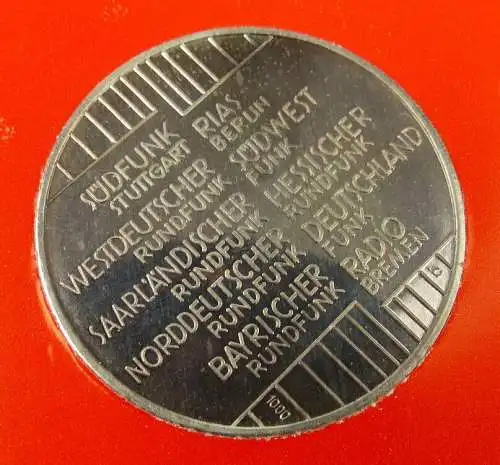 SÜDFUNK
STUTTGART
WESTDEUTSCHER
RUNDFUNK
SAARLÄNDISCHER
RUNDFUNK
NORDDEUTSCHER
RUNDFUNK
BAYRISCHER
RUNDFUNK
RIAS
BERLIN
SÜDWEST
FUNK
HESSISCHER
RUNDFUNK
DEUTSCHLAND
FUNK
RADIO
BREMEN
1000